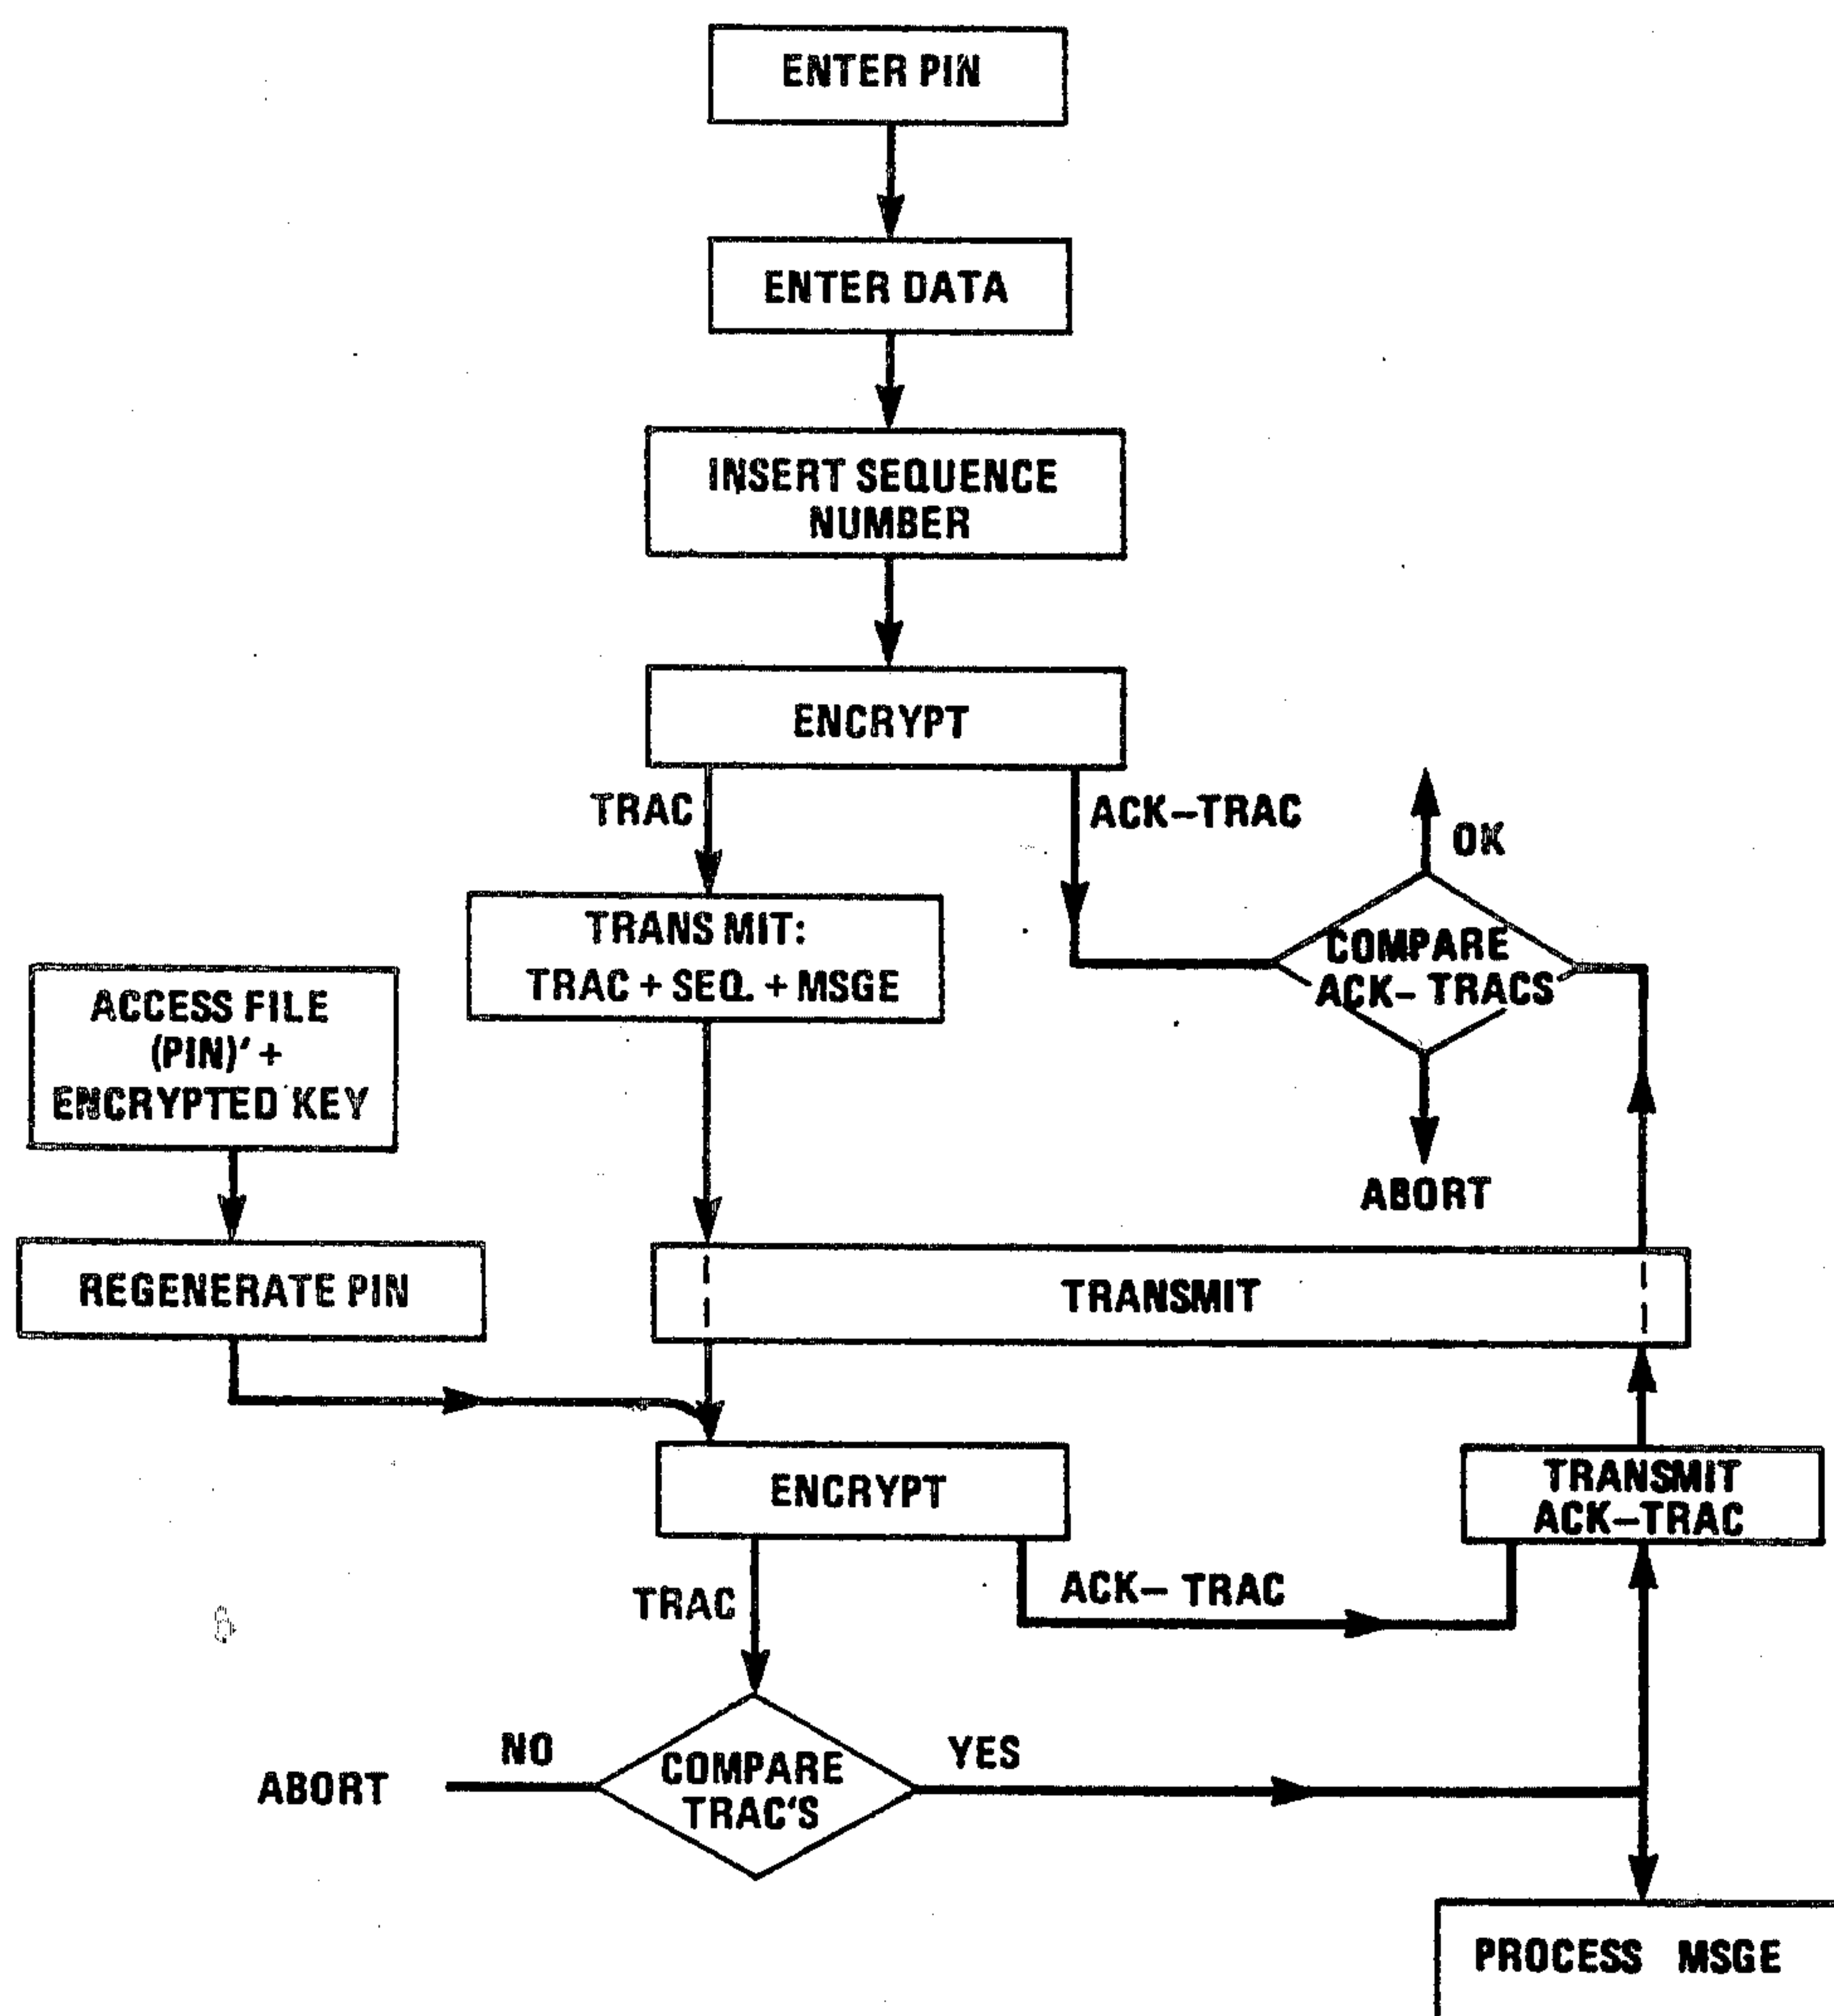 ENTER PIN
ENTER DATA
INSERT SEQUENCE
NUMBER
ENCRYPT
TRAC
ACK-TRAC
OK
TRANSMIT:
TRAC + SEQ. + MSGE
COMPARE
ACK- TRACS
ACCESS FILE
(PIN)' +
ENCRYPTED KEY
ABORT
REGENERATE PIN
TRANSMIT
ENCRYPT
TRANSMIT
ACK-TRAC
TRAC
ACK- TRAC
NO
YES
ABORT
COMPARE
TRAC'S
PROCESS MSGE